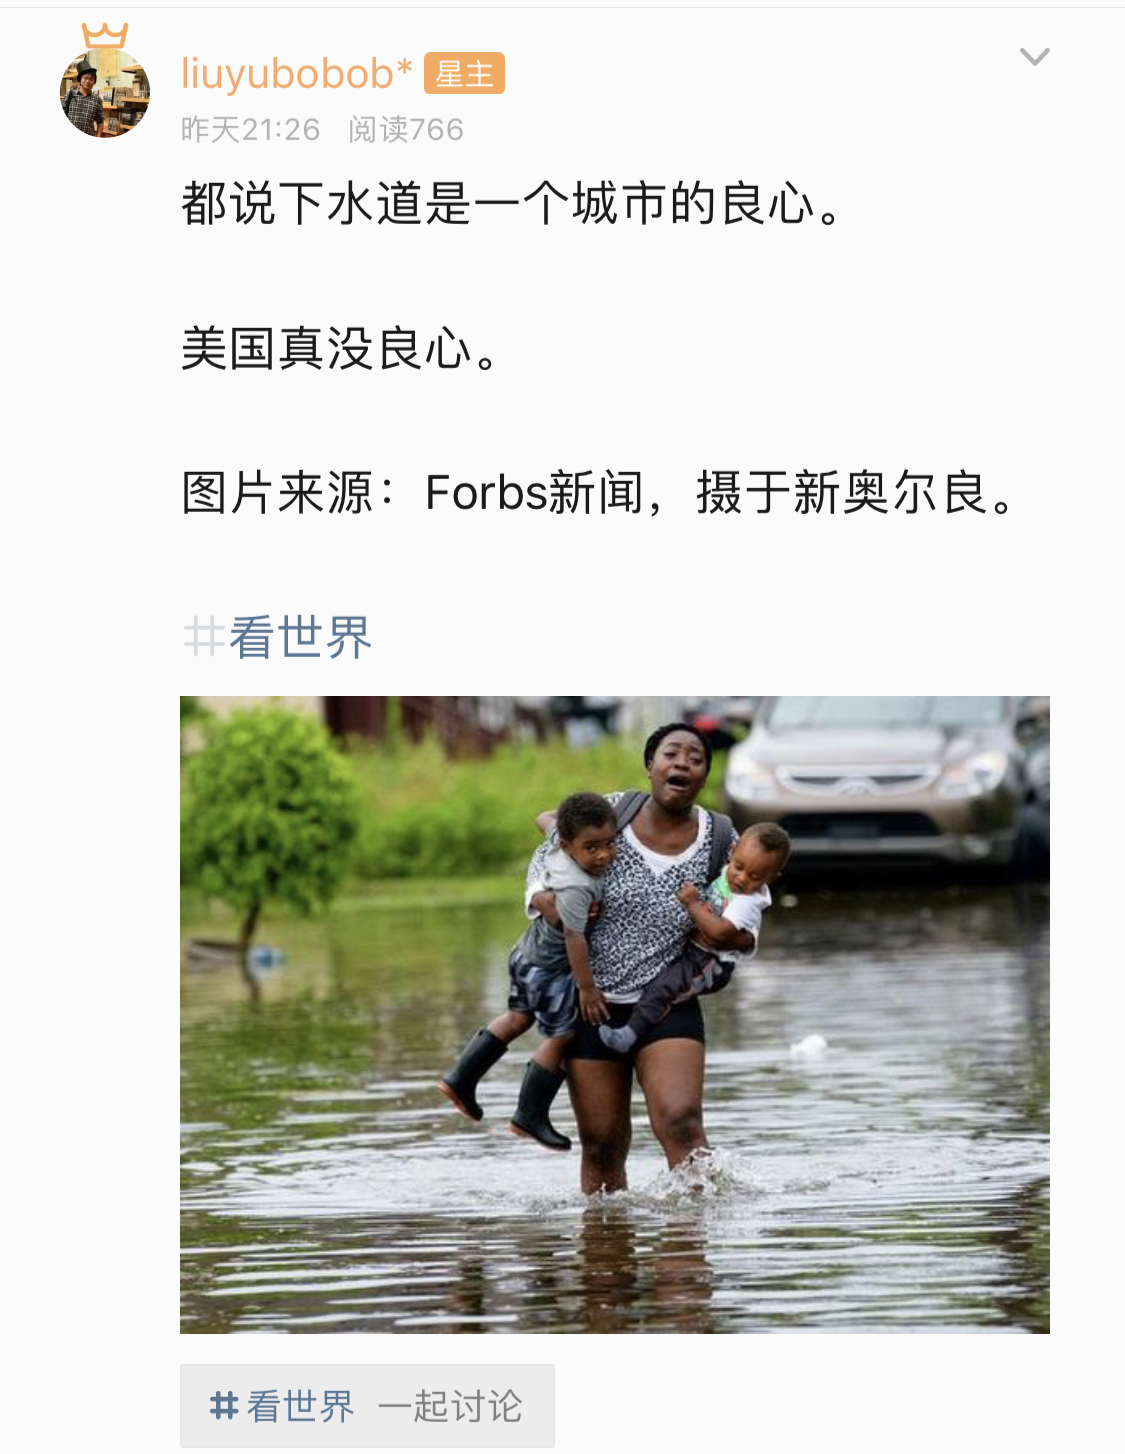 liuyubobob* 星主
昨天21:26 阅读766
都说下水道是一个城市的良心。
美国真没良心。
图片来源：Forbs新闻，摄于新奥尔良。
#看世界
#看世界 一起讨论